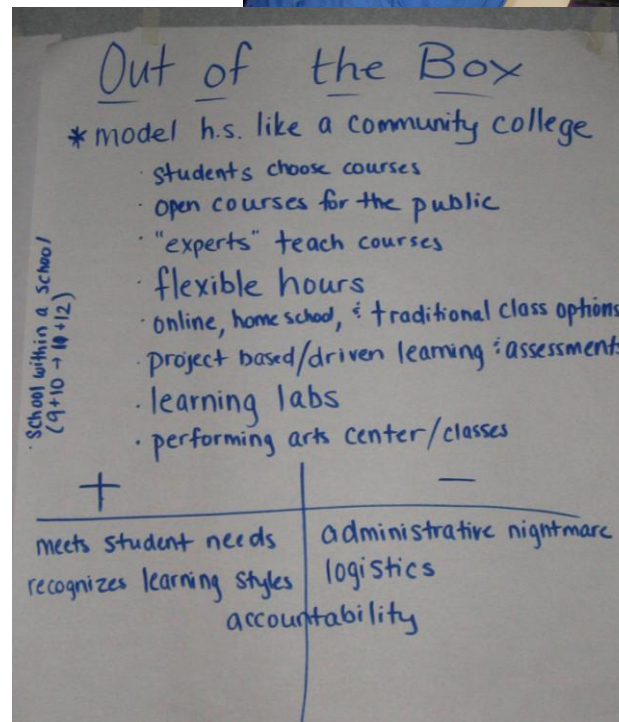 Out of the Box
* model h.s. like a community college
· students choose courses
· open courses for the public
· "experts" teach courses
· flexible hours
· online, home school, & traditional class options
· project based/driven learning & assessments
· learning labs
· performing arts center/classes
· School within a school
(9+10 → 11+12)
+
−
meets student needs
administrative nightmare
recognizes learning styles
logistics
accountability